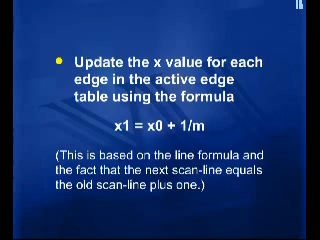 Update the x value for each
edge in the active edge
table using the formula
x1 = x0 + 1/m
(This is based on the line formula and
the fact that the next scan-line equals
the old scan-line plus one.)